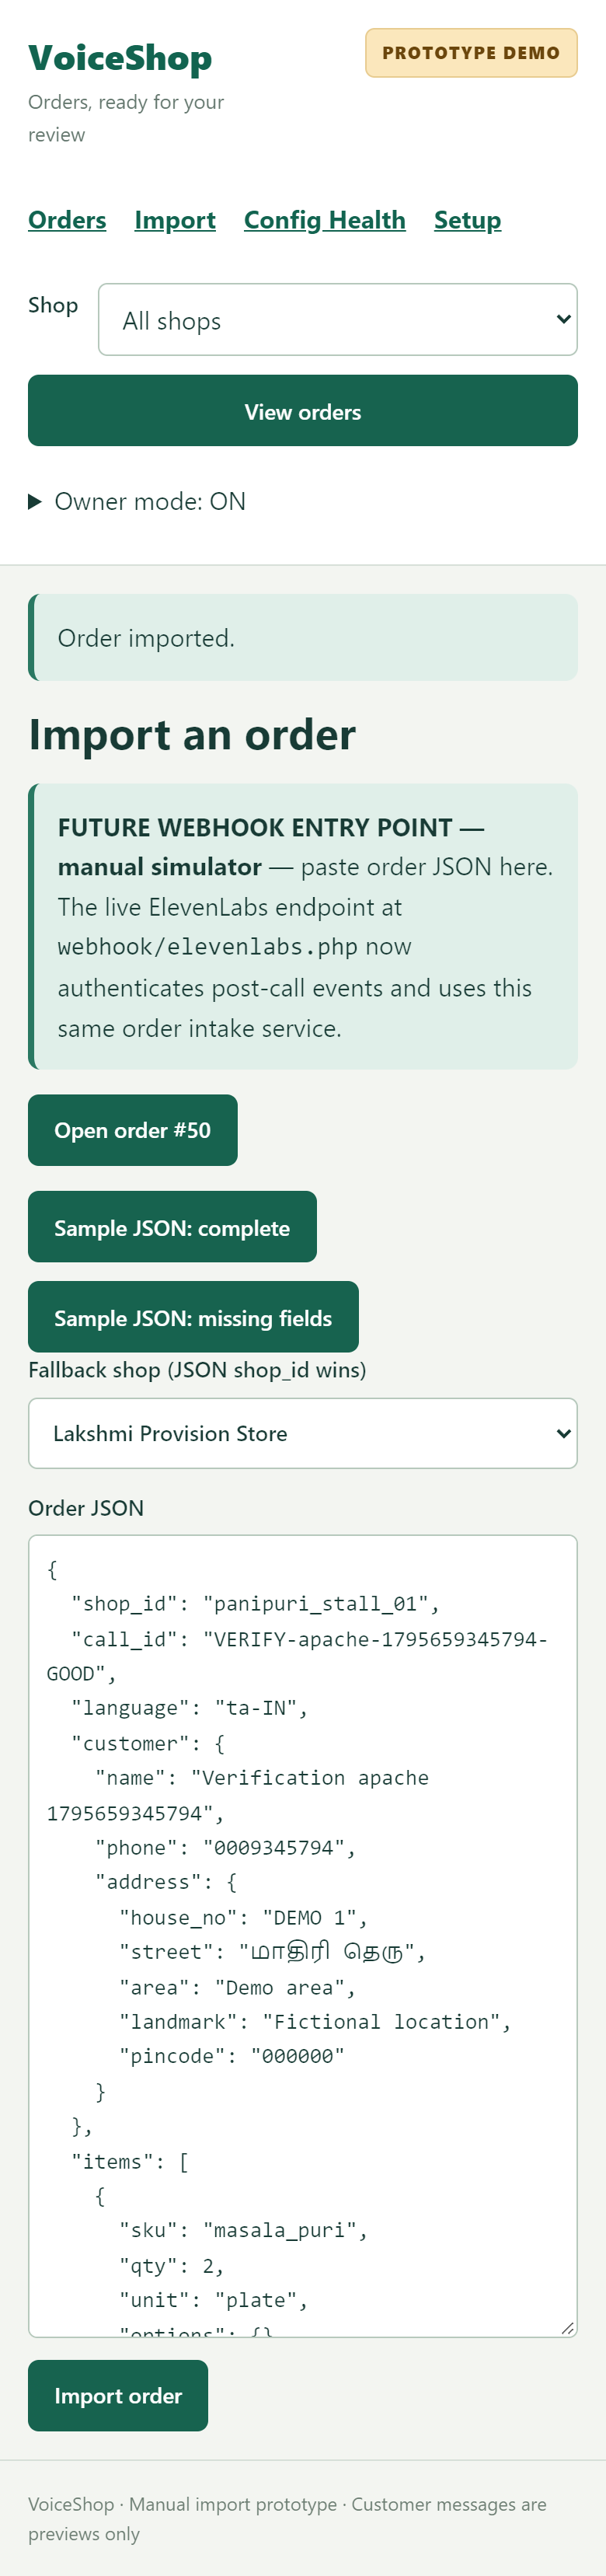 VoiceShop
PROTOTYPE DEMO
Orders, ready for your
review
Orders Import Config Health Setup
Shop
All shops
View orders
▶ Owner mode: ON
Order imported.
Import an order
FUTURE WEBHOOK ENTRY POINT —
manual simulator — paste order JSON here.
The live ElevenLabs endpoint at
webhook/elevenlabs.php now
authenticates post-call events and uses this
same order intake service.
Open order #50
Sample JSON: complete
Sample JSON: missing fields
Fallback shop (JSON shop_id wins)
Lakshmi Provision Store
Order JSON
{
  "shop_id": "panipuri_stall_01",
  "call_id": "VERIFY-apache-1795659345794-
GOOD",
  "language": "ta-IN",
  "customer": {
    "name": "Verification apache
1795659345794",
    "phone": "0009345794",
    "address": {
      "house_no": "DEMO 1",
      "street": "மாதிரி தெரு",
      "area": "Demo area",
      "landmark": "Fictional location",
      "pincode": "000000"
    }
  },
  "items": [
    {
      "sku": "masala_puri",
      "qty": 2,
      "unit": "plate",
      "options": {}
Import order
VoiceShop · Manual import prototype · Customer messages are
previews only